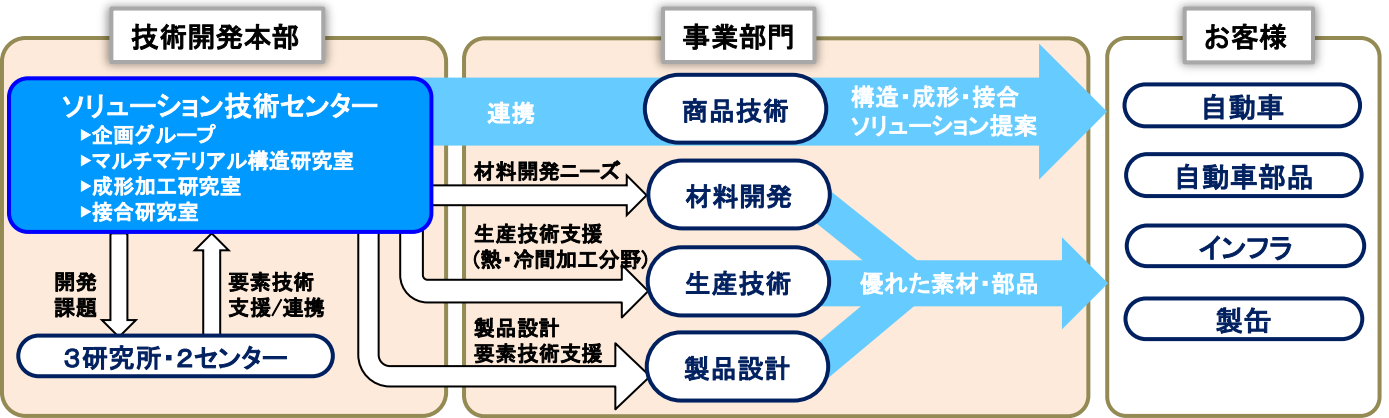 技術開発本部
ソリューション技術センター
▶企画グループ
▶マルチマテリアル構造研究室
▶成形加工研究室
▶接合研究室
開発
課題
要素技術
支援/連携
3研究所・2センター
事業部門
連携
商品技術
構造・成形・接合
ソリューション提案
材料開発ニーズ
材料開発
生産技術支援
(熱・冷間加工分野)
生産技術
優れた素材・部品
製品設計
要素技術支援
製品設計
お客様
自動車
自動車部品
インフラ
製缶